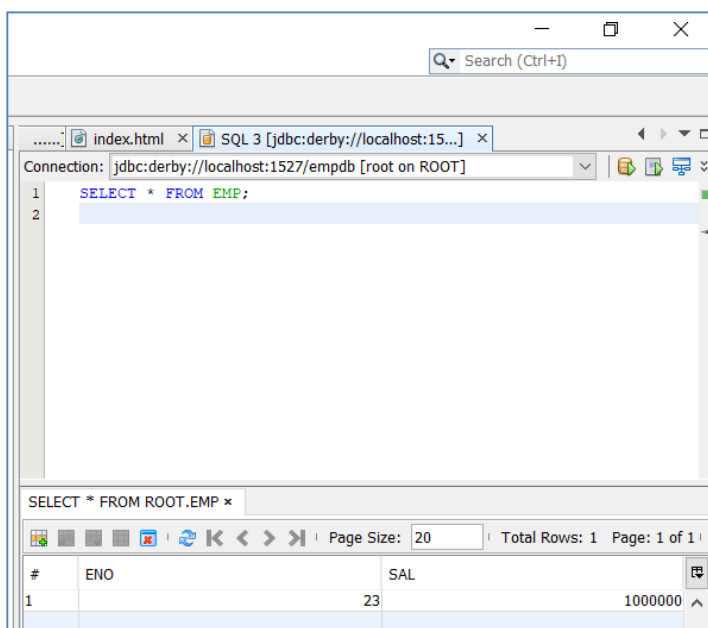 Search (Ctrl+I)
......] index.html SQL 3 [jdbc:derby://localhost:15...]
Connection: jdbc:derby://localhost:1527/empdb [root on ROOT]
1 SELECT * FROM EMP;
2
SELECT * FROM ROOT.EMP
Page Size: 20 Total Rows: 1 Page: 1 of 1
# ENO SAL
1 23 1000000